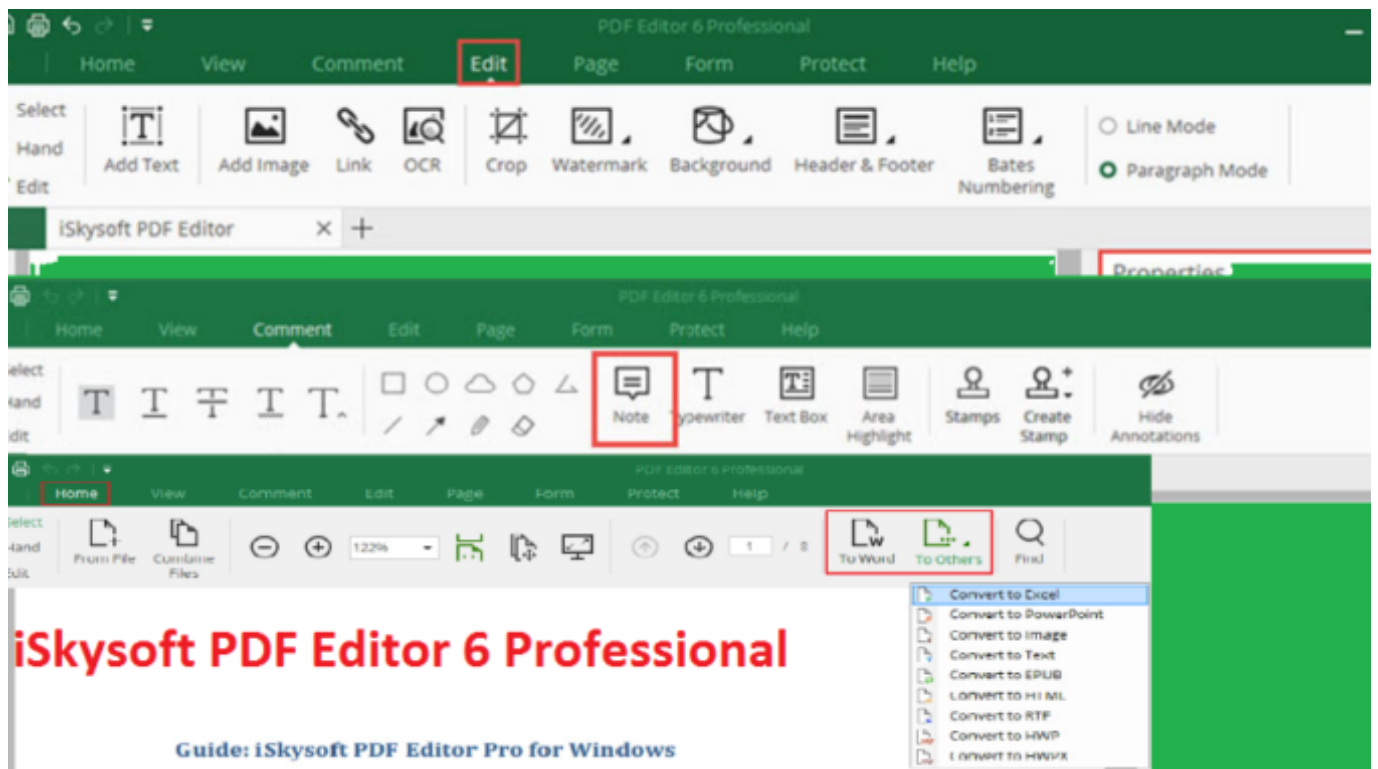 PDF Editor 6 Professional
Home View Comment Edit Page Form Protect Help
Select
Hand
Edit
Add Text Add Image Link OCR Crop Watermark Background Header & Footer Bates Numbering
Line Mode
Paragraph Mode
iSkysoft PDF Editor
Properties
PDF Editor 6 Professional
Home View Comment Edit Page Form Protect Help
elect
and
dit
Note Typewriter Text Box Area Highlight Stamps Create Stamp Hide Annotations
PDF Editor 6 Professional
Home View Comment Edit Page Form Protect Help
elect
Hand
Edit
From File Combine Files 122% 1 / 8 To Word To Others Find
Convert to Excel
Convert to PowerPoint
Convert to Image
Convert to Text
Convert to EPUB
Convert to HTML
Convert to RTF
Convert to HWP
Convert to HWPX
iSkysoft PDF Editor 6 Professional
Guide: iSkysoft PDF Editor Pro for Windows